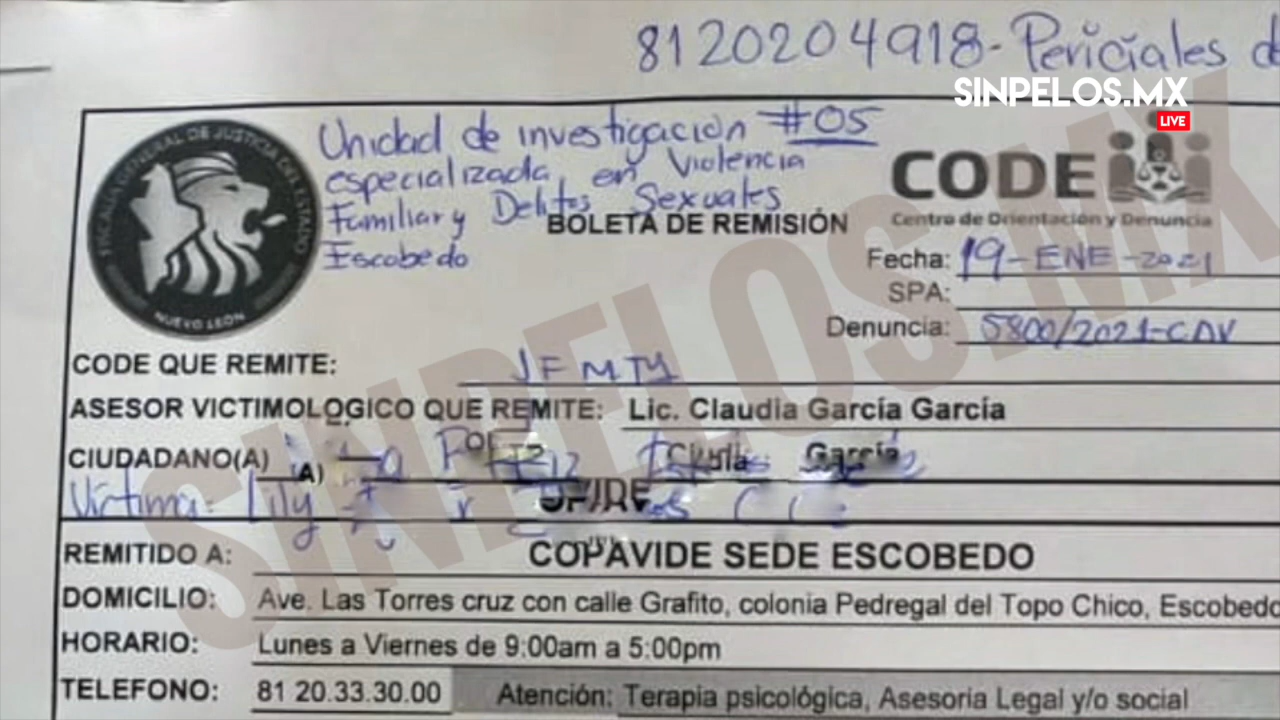 8120204918-Periciales de
SINPELOS.MX
LIVE
FISCALÍA GENERAL DE JUSTICIA DEL ESTADO
NUEVO LEÓN
Unidad de investigación #05
especializada en Violencia
Familiar y Delitos Sexuales
Escobedo
CODE
Centro de Orientación y Denuncia
BOLETA DE REMISIÓN
Fecha: 19-ENE-2021
SPA:
Denuncia: 5800/2021-CAV
CODE QUE REMITE: JFMTY
ASESOR VICTIMOLOGICO QUE REMITE: Lic. Claudia García García
CIUDADANO(A)
Víctima:
REMITIDO A: COPAVIDE SEDE ESCOBEDO
DOMICILIO: Ave. Las Torres cruz con calle Grafito, colonia Pedregal del Topo Chico, Escobedo
HORARIO: Lunes a Viernes de 9:00am a 5:00pm
TELEFONO: 81 20.33.30.00 Atención: Terapia psicológica, Asesoria Legal y/o social
SINPELOS.MX